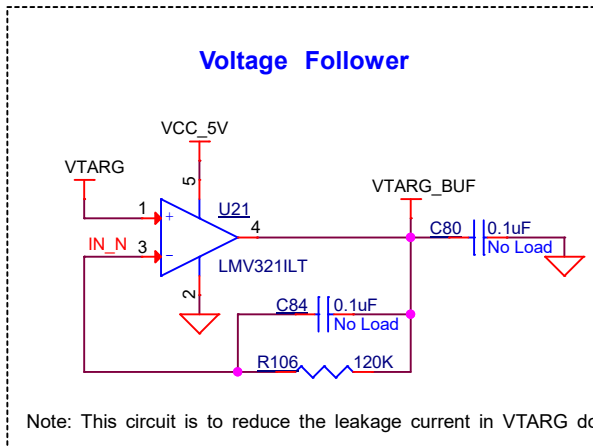 Voltage Follower
VCC_5V
VTARG
VTARG_BUF
5
1
+
U21
4
C80
0.1uF
No Load
IN_N
3
-
LMV321ILT
2
C84
0.1uF
No Load
R106
120K
Note: This circuit is to reduce the leakage current in VTARG do